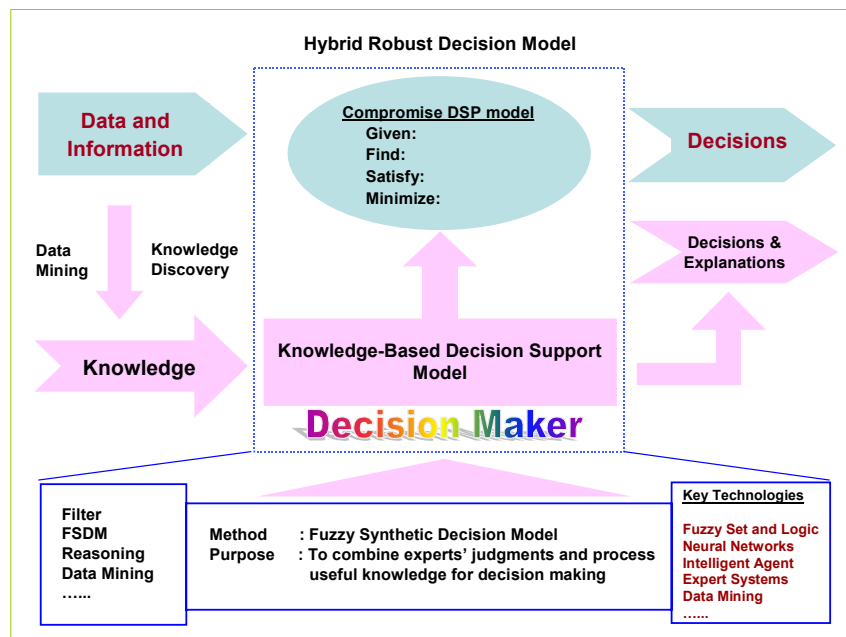 Hybrid Robust Decision Model
Data and
Information
Compromise DSP model
Given:
Find:
Satisfy:
Minimize:
Decisions
Data
Mining
Knowledge
Discovery
Decisions &
Explanations
Knowledge
Knowledge-Based Decision Support
Model
Decision Maker
Filter
FSDM
Reasoning
Data Mining
…...
Method : Fuzzy Synthetic Decision Model
Purpose : To combine experts’ judgments and process
useful knowledge for decision making
Key Technologies
Fuzzy Set and Logic
Neural Networks
Intelligent Agent
Expert Systems
Data Mining
…...